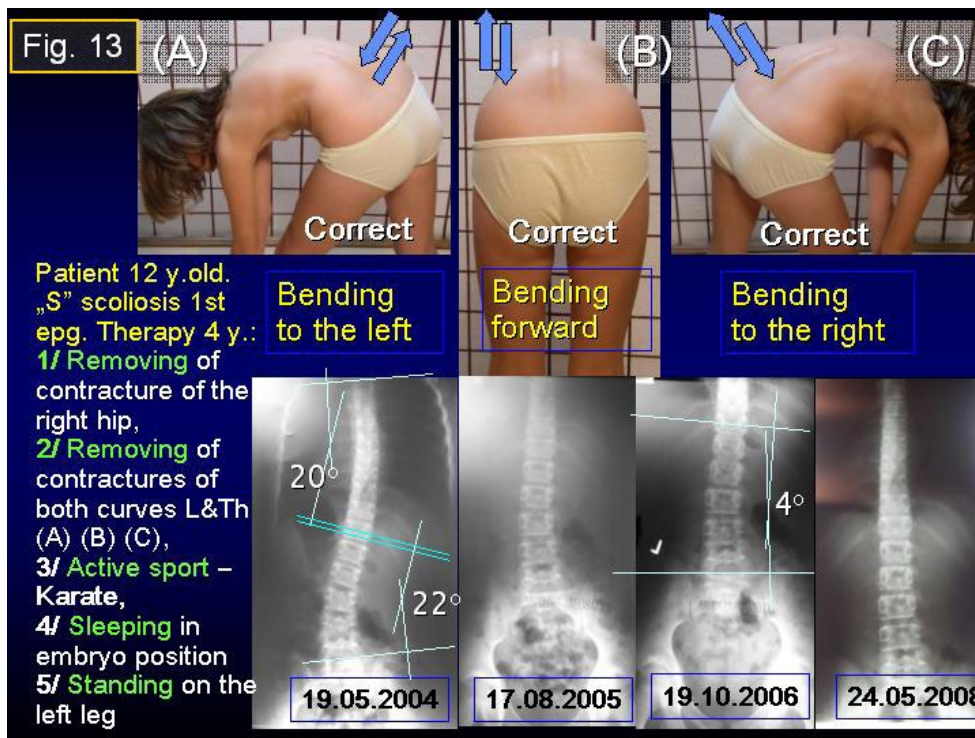 Fig. 13
(A)
(B)
(C)
Correct
Correct
Correct
Patient 12 y.old.
„S” scoliosis 1st
epg. Therapy 4 y.:
1/ Removing of
contracture of the
right hip,
2/ Removing of
contractures of
both curves L&Th
(A) (B) (C),
3/ Active sport –
Karate,
4/ Sleeping in
embryo position
5/ Standing on the
left leg
Bending
to the left
Bending
forward
Bending
to the right
20°
22°
4°
19.05.2004
17.08.2005
19.10.2006
24.05.2008